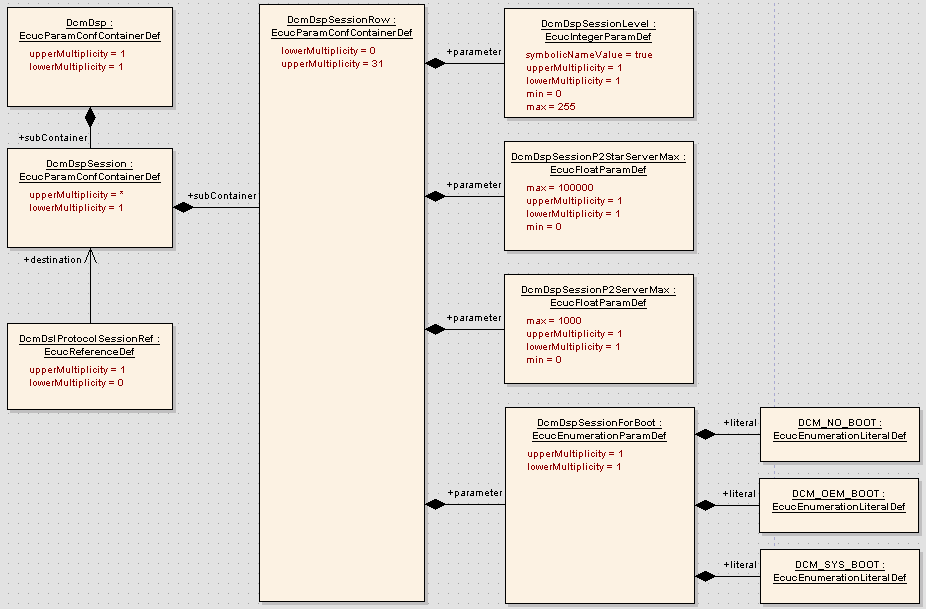 DcmDsp :
EcucParamConfContainerDef
upperMultiplicity = 1
lowerMultiplicity = 1
+subContainer
DcmDspSession :
EcucParamConfContainerDef
upperMultiplicity = *
lowerMultiplicity = 1
+destination
DcmDslProtocolSessionRef :
EcucReferenceDef
upperMultiplicity = 1
lowerMultiplicity = 0
+subContainer
DcmDspSessionRow :
EcucParamConfContainerDef
lowerMultiplicity = 0
upperMultiplicity = 31
+parameter
DcmDspSessionLevel :
EcucIntegerParamDef
symbolicNameValue = true
upperMultiplicity = 1
lowerMultiplicity = 1
min = 0
max = 255
+parameter
DcmDspSessionP2StarServerMax :
EcucFloatParamDef
max = 100000
upperMultiplicity = 1
lowerMultiplicity = 1
min = 0
+parameter
DcmDspSessionP2ServerMax :
EcucFloatParamDef
max = 1000
upperMultiplicity = 1
lowerMultiplicity = 1
min = 0
+parameter
DcmDspSessionForBoot :
EcucEnumerationParamDef
upperMultiplicity = 1
lowerMultiplicity = 1
+literal
DCM_NO_BOOT :
EcucEnumerationLiteralDef
+literal
DCM_OEM_BOOT :
EcucEnumerationLiteralDef
+literal
DCM_SYS_BOOT :
EcucEnumerationLiteralDef